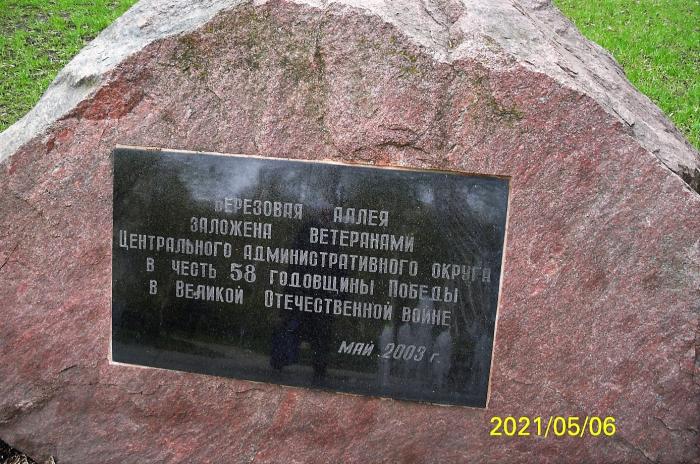 БЕРЕЗОВАЯ АЛЛЕЯ
ЗАЛОЖЕНА ВЕТЕРАНАМИ
ЦЕНТРАЛЬНОГО АДМИНИСТРАТИВНОГО ОКРУГА
В ЧЕСТЬ 58 ГОДОВЩИНЫ ПОБЕДЫ
В ВЕЛИКОЙ ОТЕЧЕСТВЕННОЙ ВОЙНЕ
МАЙ .2003 г.
2021/05/06